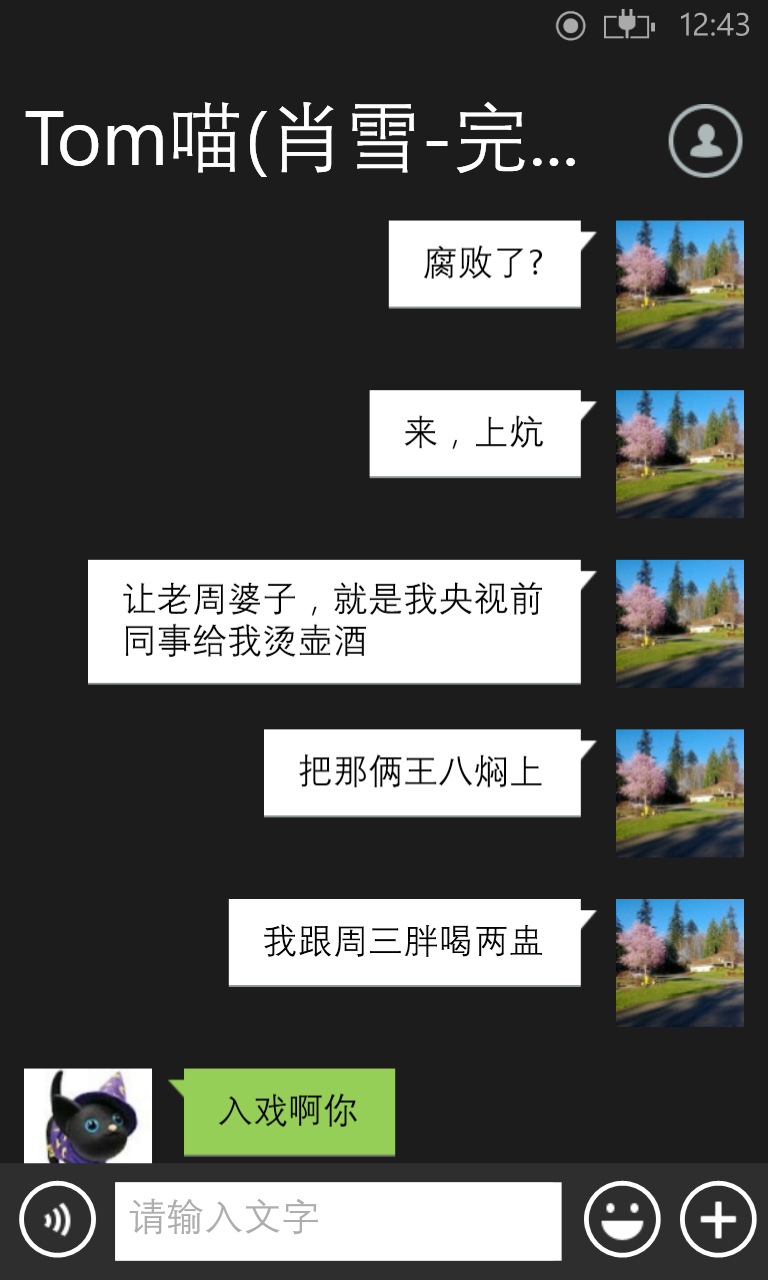 12:43
Tom喵(肖雪-完...
腐败了?
来，上炕
让老周婆子，就是我央视前
同事给我烫壶酒
把那俩王八焖上
我跟周三胖喝两盅
入戏啊你
请输入文字